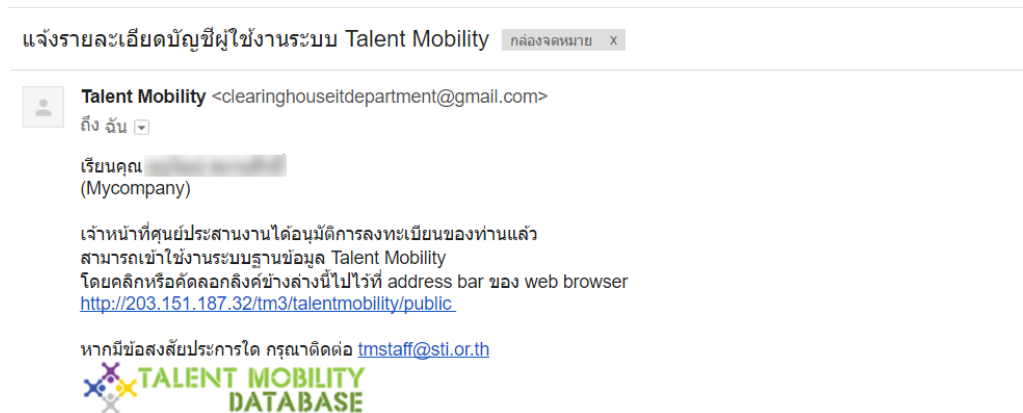 แจ้งรายละเอียดบัญชีผู้ใช้งานระบบ Talent Mobility กล่องจดหมาย x
Talent Mobility <clearinghouseitdepartment@gmail.com>
ถึง ฉัน
เรียนคุณ
(Mycompany)
เจ้าหน้าที่ศูนย์ประสานงานได้อนุมัติการลงทะเบียนของท่านแล้ว
สามารถเข้าใช้งานระบบฐานข้อมูล Talent Mobility
โดยคลิกหรือคัดลอกลิงค์ข้างล่างนี้ไปไว้ที่ address bar ของ web browser
http://203.151.187.32/tm3/talentmobility/public
หากมีข้อสงสัยประการใด กรุณาติดต่อ tmstaff@sti.or.th
TALENT MOBILITY
DATABASE